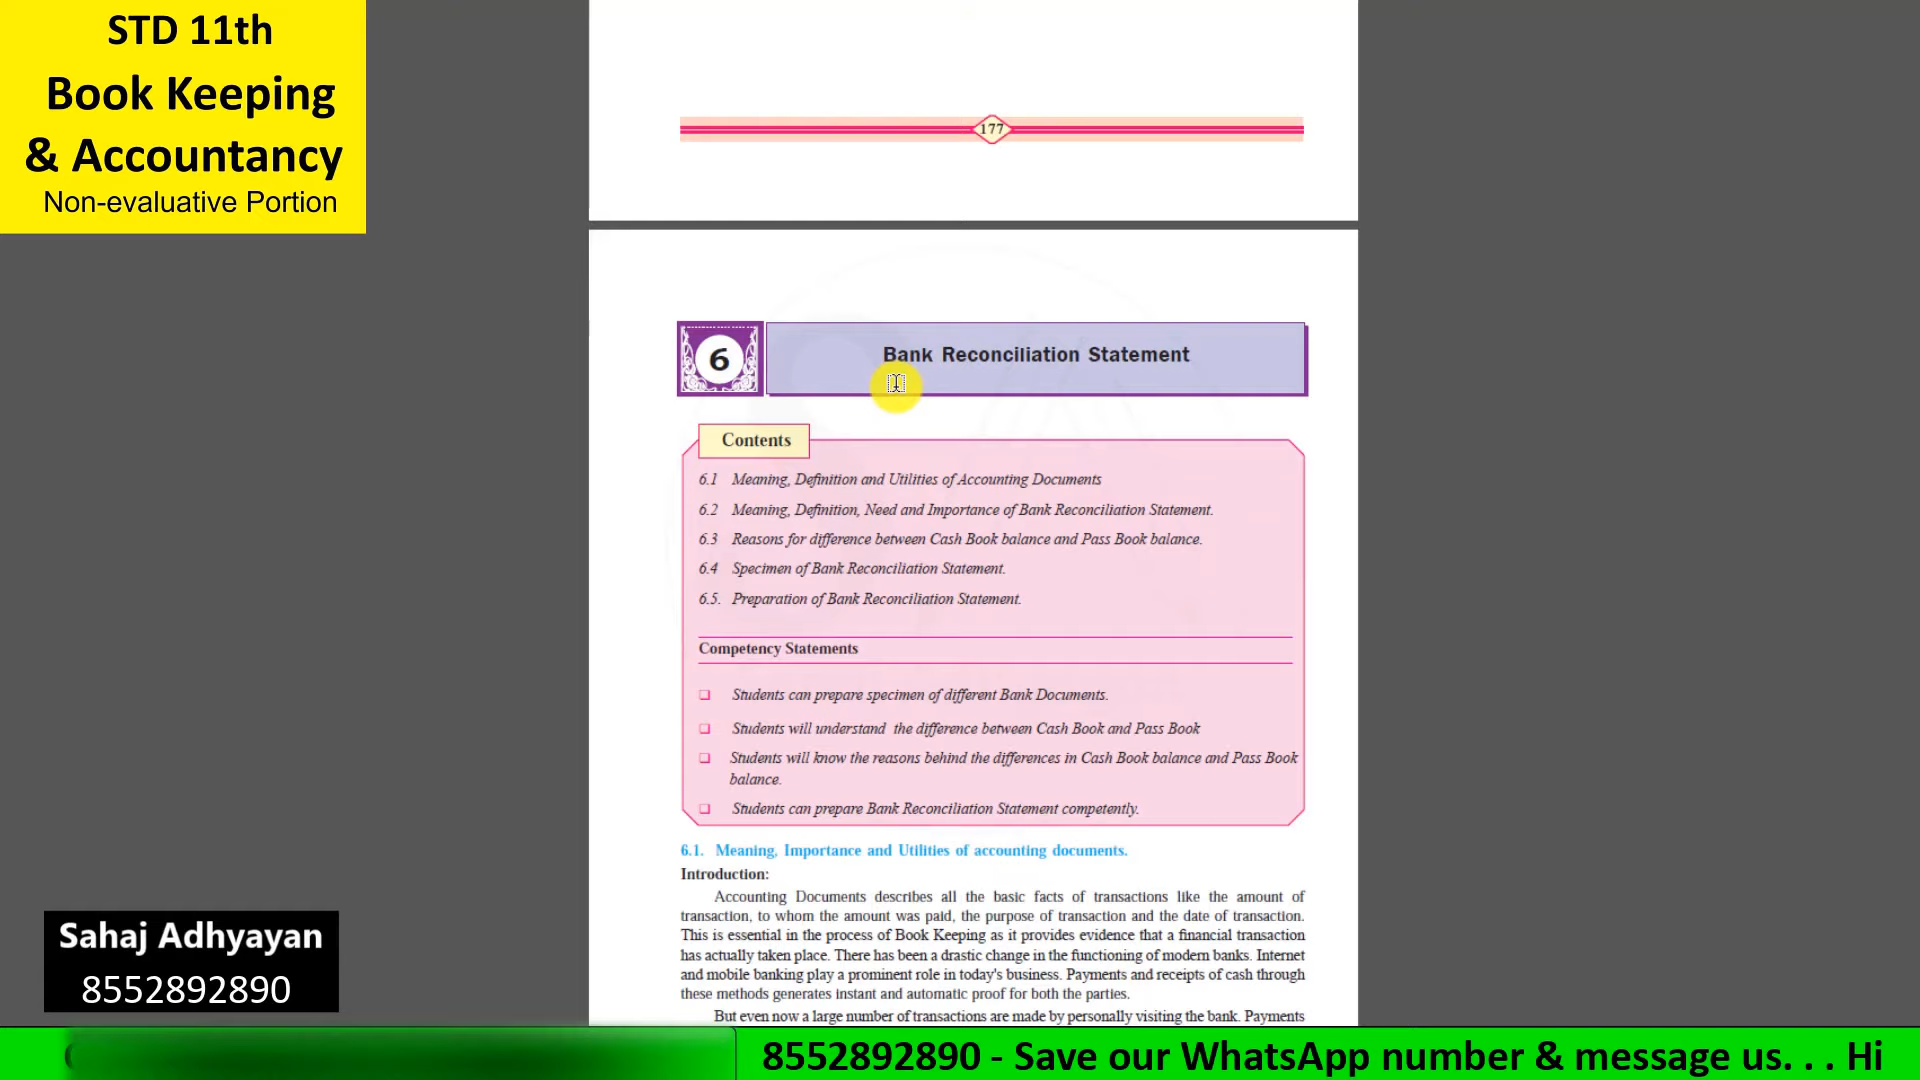 STD 11th
Book Keeping
& Accountancy
Non-evaluative Portion
177
6
Bank Reconciliation Statement
Contents
6.1 Meaning, Definition and Utilities of Accounting Documents
6.2 Meaning, Definition, Need and Importance of Bank Reconciliation Statement.
6.3 Reasons for difference between Cash Book balance and Pass Book balance.
6.4 Specimen of Bank Reconciliation Statement.
6.5. Preparation of Bank Reconciliation Statement.
Competency Statements
❑ Students can prepare specimen of different Bank Documents.
❑ Students will understand the difference between Cash Book and Pass Book
❑ Students will know the reasons behind the differences in Cash Book balance and Pass Book
balance.
❑ Students can prepare Bank Reconciliation Statement competently.
6.1. Meaning, Importance and Utilities of accounting documents.
Introduction:
Accounting Documents describes all the basic facts of transactions like the amount of
transaction, to whom the amount was paid, the purpose of transaction and the date of transaction.
This is essential in the process of Book Keeping as it provides evidence that a financial transaction
has actually taken place. There has been a drastic change in the functioning of modern banks. Internet
and mobile banking play a prominent role in today's business. Payments and receipts of cash through
these methods generates instant and automatic proof for both the parties.
But even now a large number of transactions are made by personally visiting the bank. Payments
Sahaj Adhyayan
8552892890
8552892890 - Save our WhatsApp number & message us. . . Hi